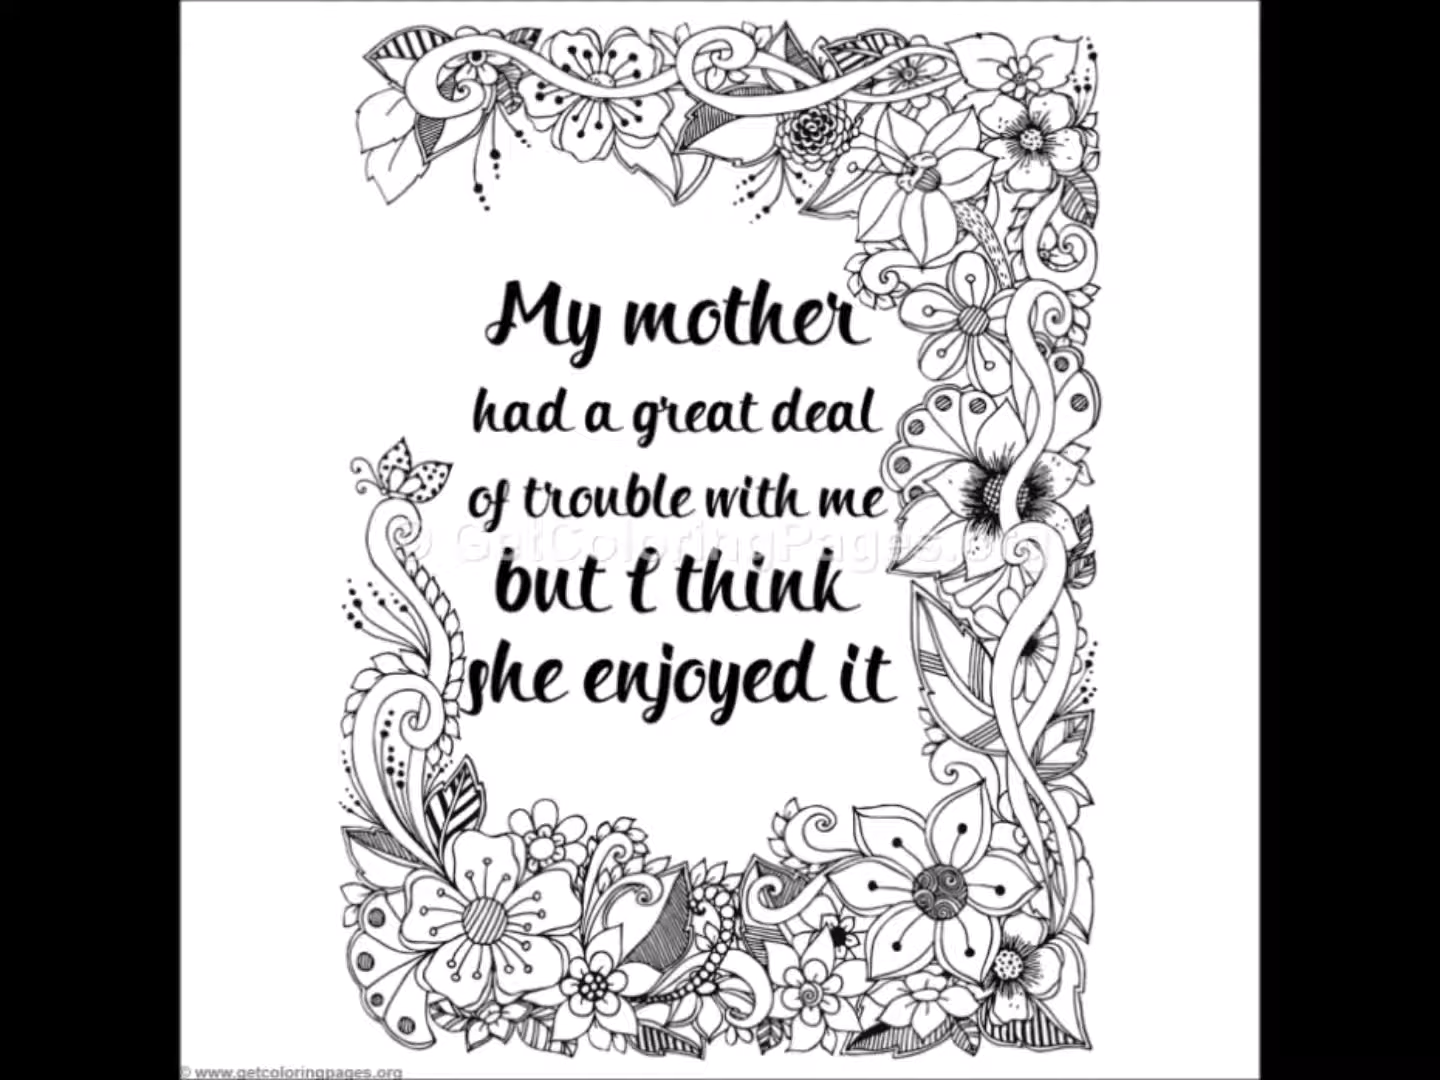 My mother
had a great deal
of trouble with me
but I think
she enjoyed it
© GetColoringPages.org
© www.getcoloringpages.org